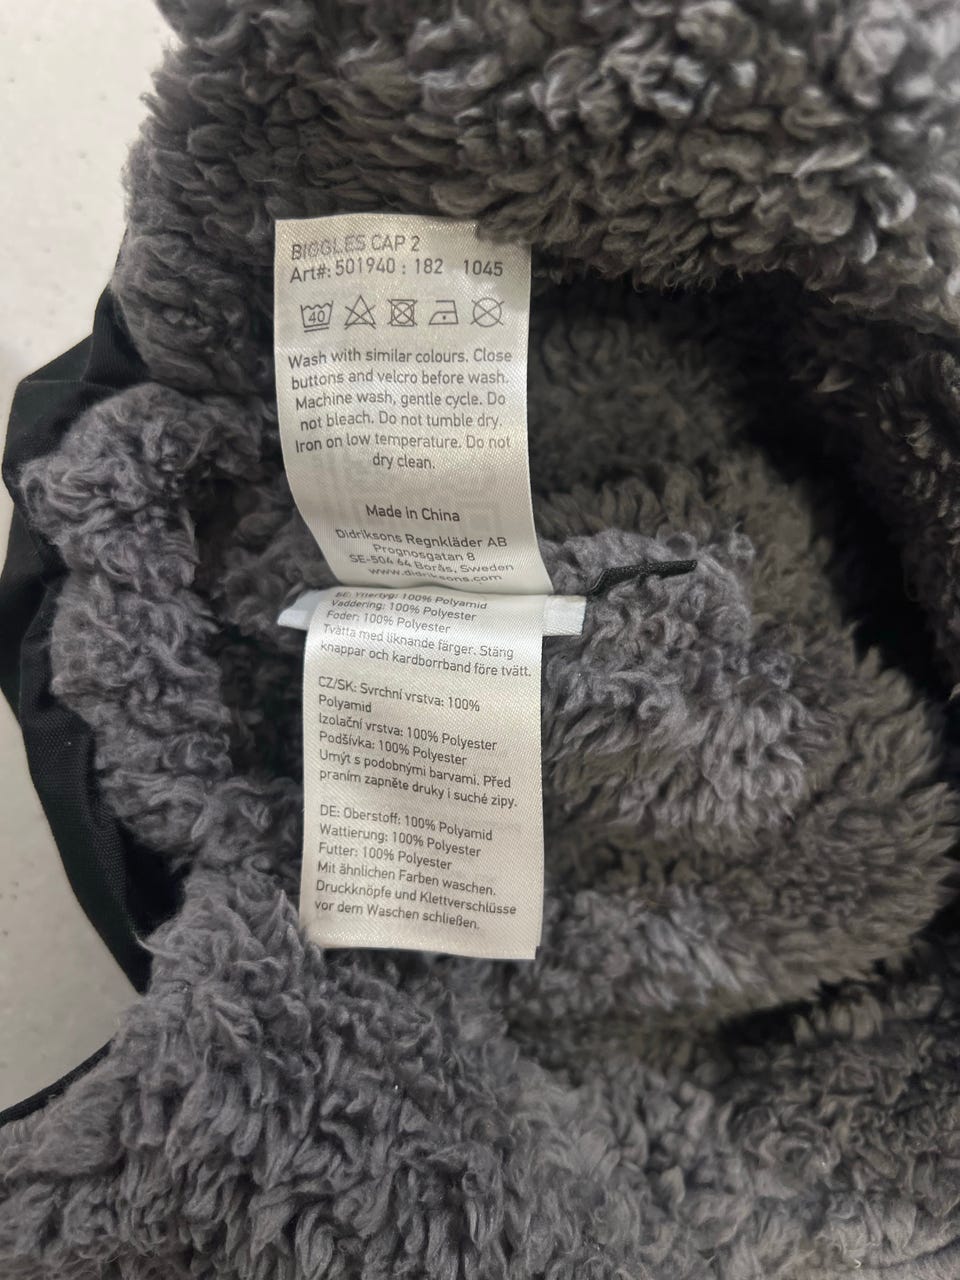 BIGGLES CAP 2
Art#: 501940 : 182 1045
40
Wash with similar colours. Close
buttons and velcro before wash.
Machine wash, gentle cycle. Do
not bleach. Do not tumble dry.
Iron on low temperature. Do not
dry clean.
Made in China
Didriksons Regnkläder AB
Prognosgatan 8
SE-504 64 Borås, Sweden
www.didriksons.com
SE: Yttertyg: 100% Polyamid
Vaddering: 100% Polyester
Foder: 100% Polyester
Tvätta med liknande färger. Stäng
knappar och kardborrband före tvätt.
CZ/SK: Svrchní vrstva: 100%
Polyamid
Izolační vrstva: 100% Polyester
Podšívka: 100% Polyester
Umýt s podobnými barvami. Před
praním zapněte druky i suché zipy.
DE: Oberstoff: 100% Polyamid
Wattierung: 100% Polyester
Futter: 100% Polyester
Mit ähnlichen Farben waschen.
Druckknöpfe und Klettverschlüsse
vor dem Waschen schließen.